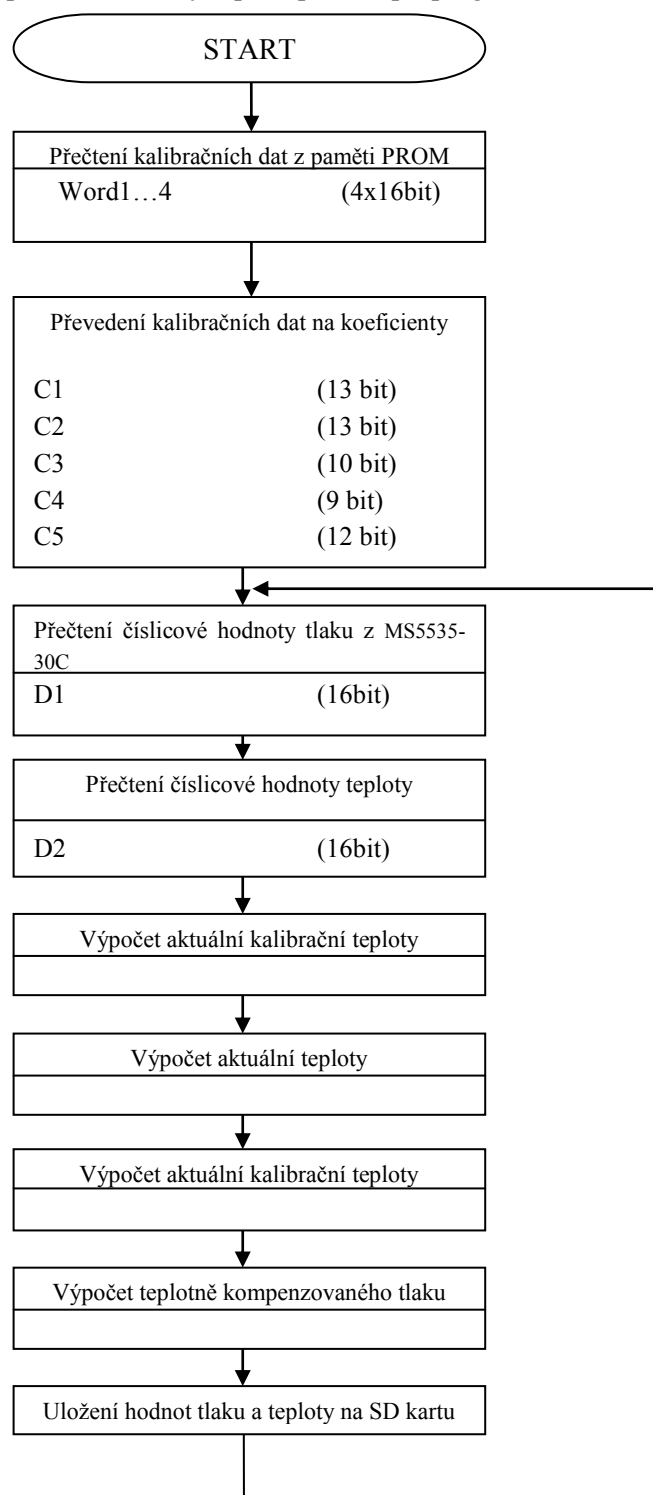 START
Přečtení kalibračních dat z paměti PROM
Word1…4 (4x16bit)
Převedení kalibračních dat na koeficienty
C1 (13 bit)
C2 (13 bit)
C3 (10 bit)
C4 (9 bit)
C5 (12 bit)
Přečtení číslicové hodnoty tlaku z MS5535-
30C
D1 (16bit)
Přečtení číslicové hodnoty teploty
D2 (16bit)
Výpočet aktuální kalibrační teploty
Výpočet aktuální teploty
Výpočet aktuální kalibrační teploty
Výpočet teplotně kompenzovaného tlaku
Uložení hodnot tlaku a teploty na SD kartu